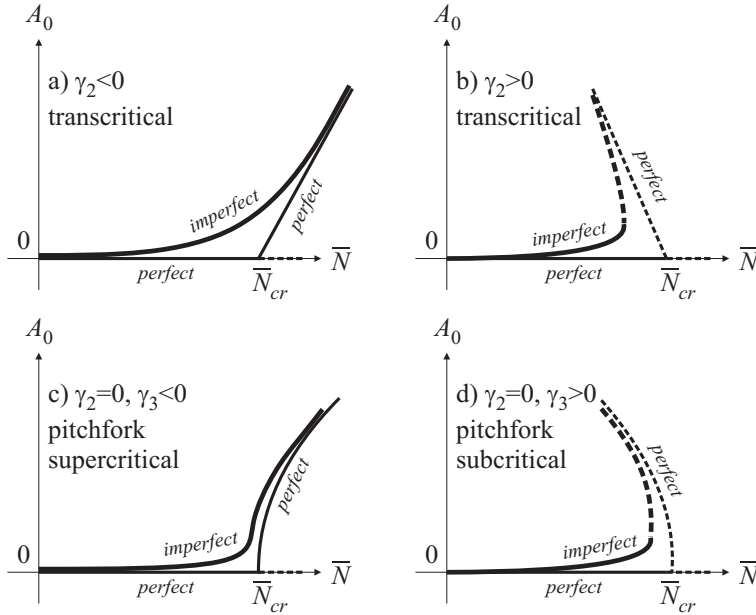 A₀
a) γ₂<0
transcritical
imperfect
perfect
0
perfect
N̅cr
N̅
A₀
b) γ₂>0
transcritical
perfect
imperfect
0
perfect
N̅cr
N̅
A₀
c) γ₂=0, γ₃<0
pitchfork
supercritical
perfect
imperfect
0
perfect
N̅cr
N̅
A₀
d) γ₂=0, γ₃>0
pitchfork
subcritical
perfect
imperfect
0
perfect
N̅cr
N̅